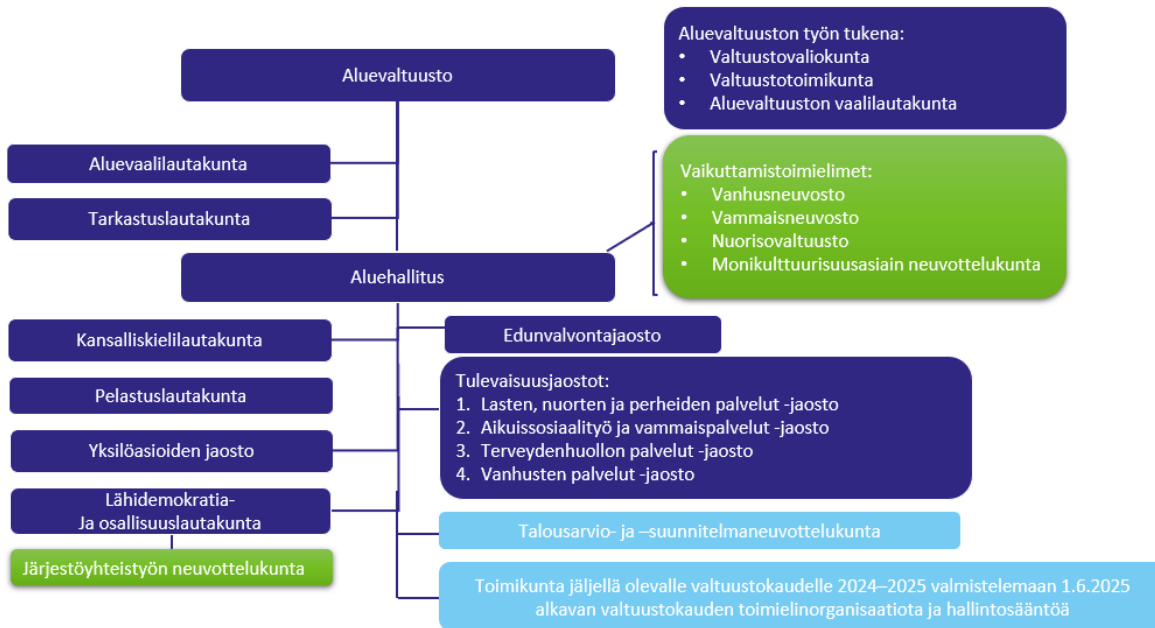 Aluevaltuusto
Aluevaltuuston työn tukena:
• Valtuustovaliokunta
• Valtuustotoimikunta
• Aluevaltuuston vaalilautakunta
Aluevaalilautakunta
Tarkastuslautakunta
Vaikuttamistoimielimet:
• Vanhusneuvosto
• Vammaisneuvosto
• Nuorisovaltuusto
• Monikulttuurisuusasiain neuvottelukunta
Aluehallitus
Kansalliskielilautakunta
Pelastuslautakunta
Yksilöasioiden jaosto
Lähidemokratia-
Ja osallisuuslautakunta
Järjestöyhteistyön neuvottelukunta
Edunvalvontajaosto
Tulevaisuusjaostot:
1. Lasten, nuorten ja perheiden palvelut -jaosto
2. Aikuissosiaalityö ja vammaispalvelut -jaosto
3. Terveydenhuollon palvelut -jaosto
4. Vanhusten palvelut -jaosto
Talousarvio- ja –suunnitelmaneuvottelukunta
Toimikunta jäljellä olevalle valtuustokaudelle 2024–2025 valmistelemaan 1.6.2025
alkavan valtuustokauden toimielinorganisaatiota ja hallintosääntöä